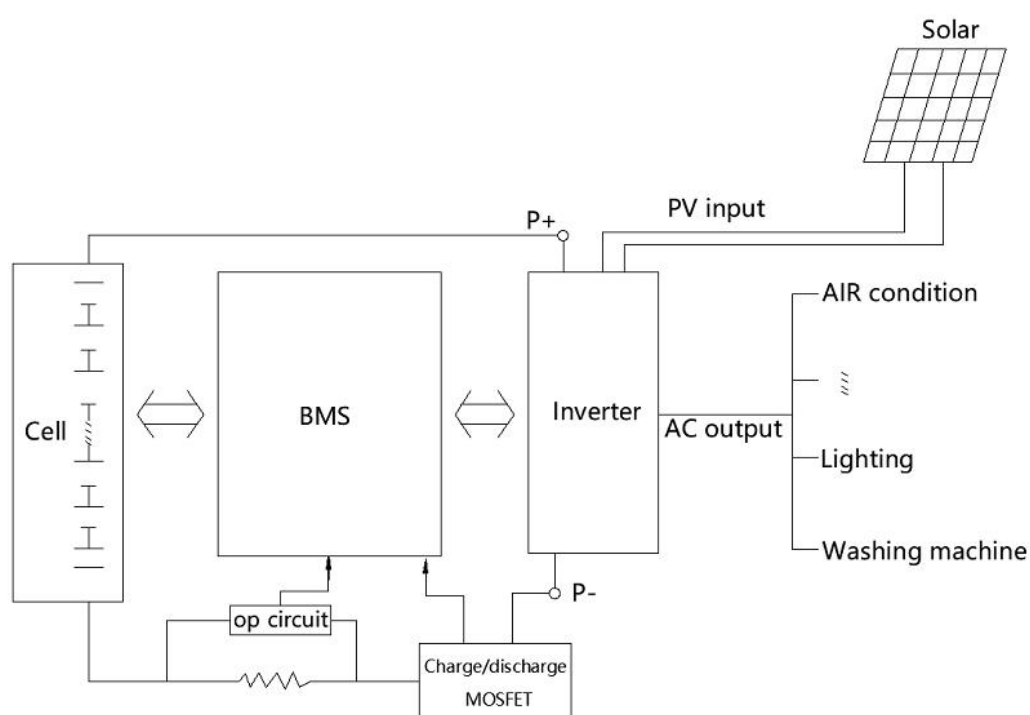 Solar
PV input
P+
AIR condition
Cell
BMS
Inverter
AC output
Lighting
Washing machine
P-
op circuit
Charge/discharge
MOSFET